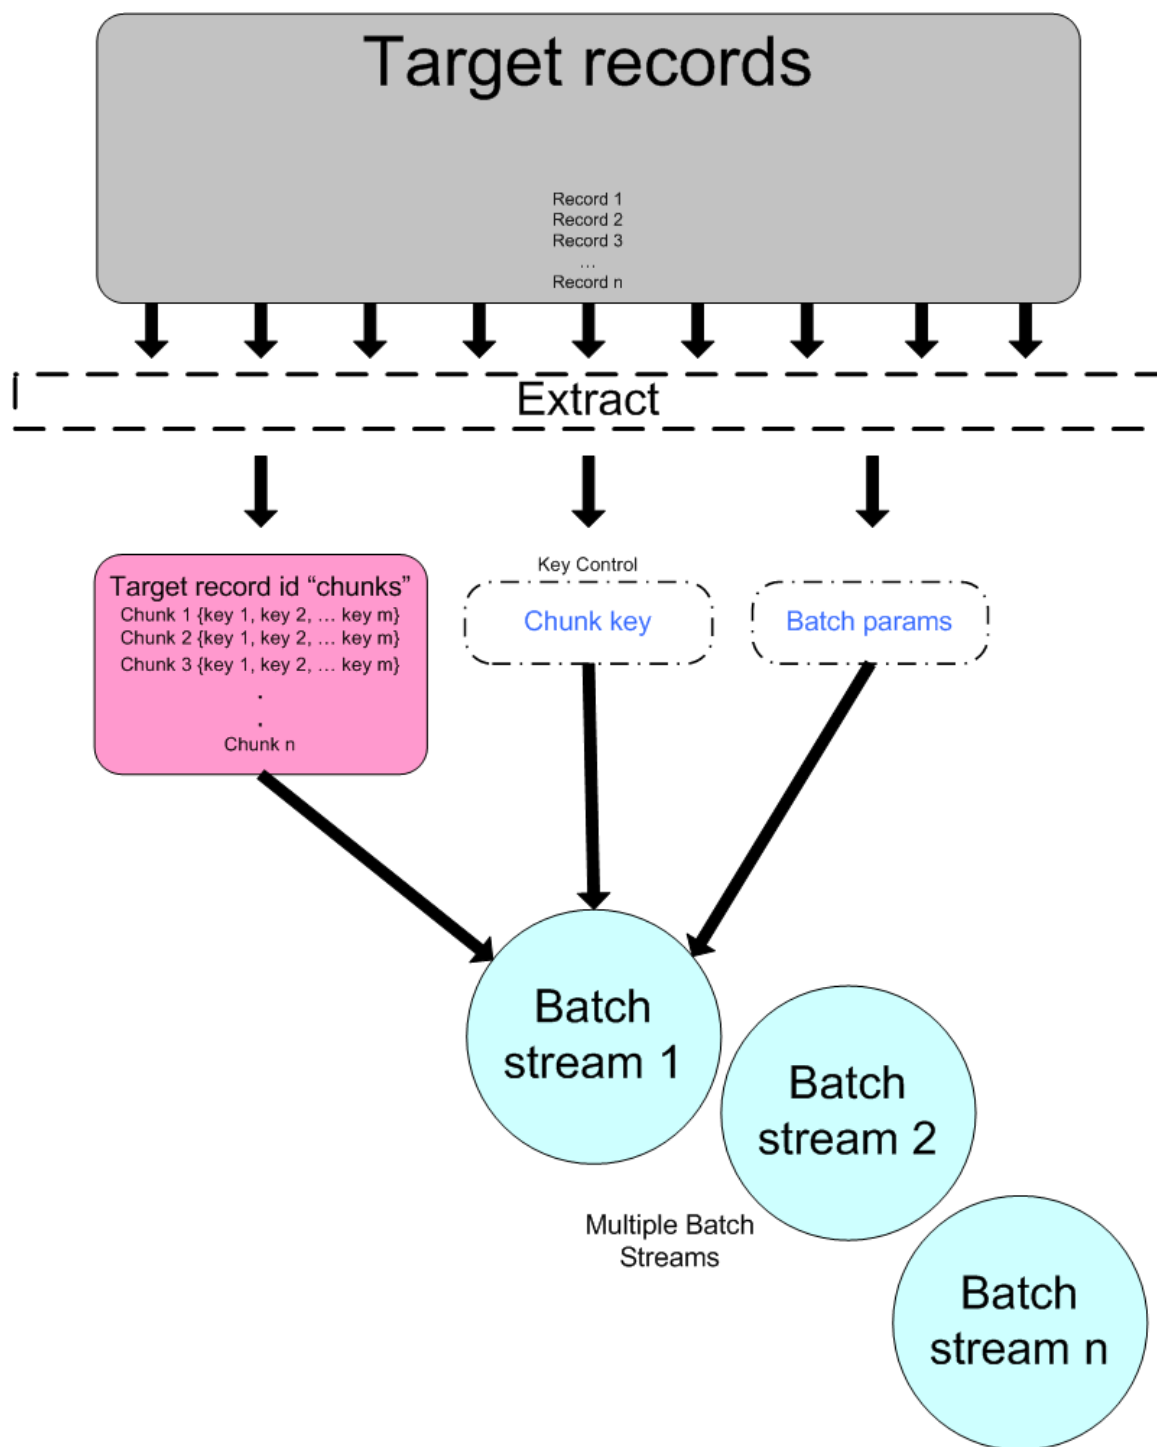 Target records
Record 1
Record 2
Record 3
...
Record n
Extract
Target record id “chunks”
Chunk 1 {key 1, key 2, ... key m}
Chunk 2 {key 1, key 2, ... key m}
Chunk 3 {key 1, key 2, ... key m}
.
.
Chunk n
Key Control
Chunk key
Batch params
Batch
stream 1
Batch
stream 2
Multiple Batch
Streams
Batch
stream n